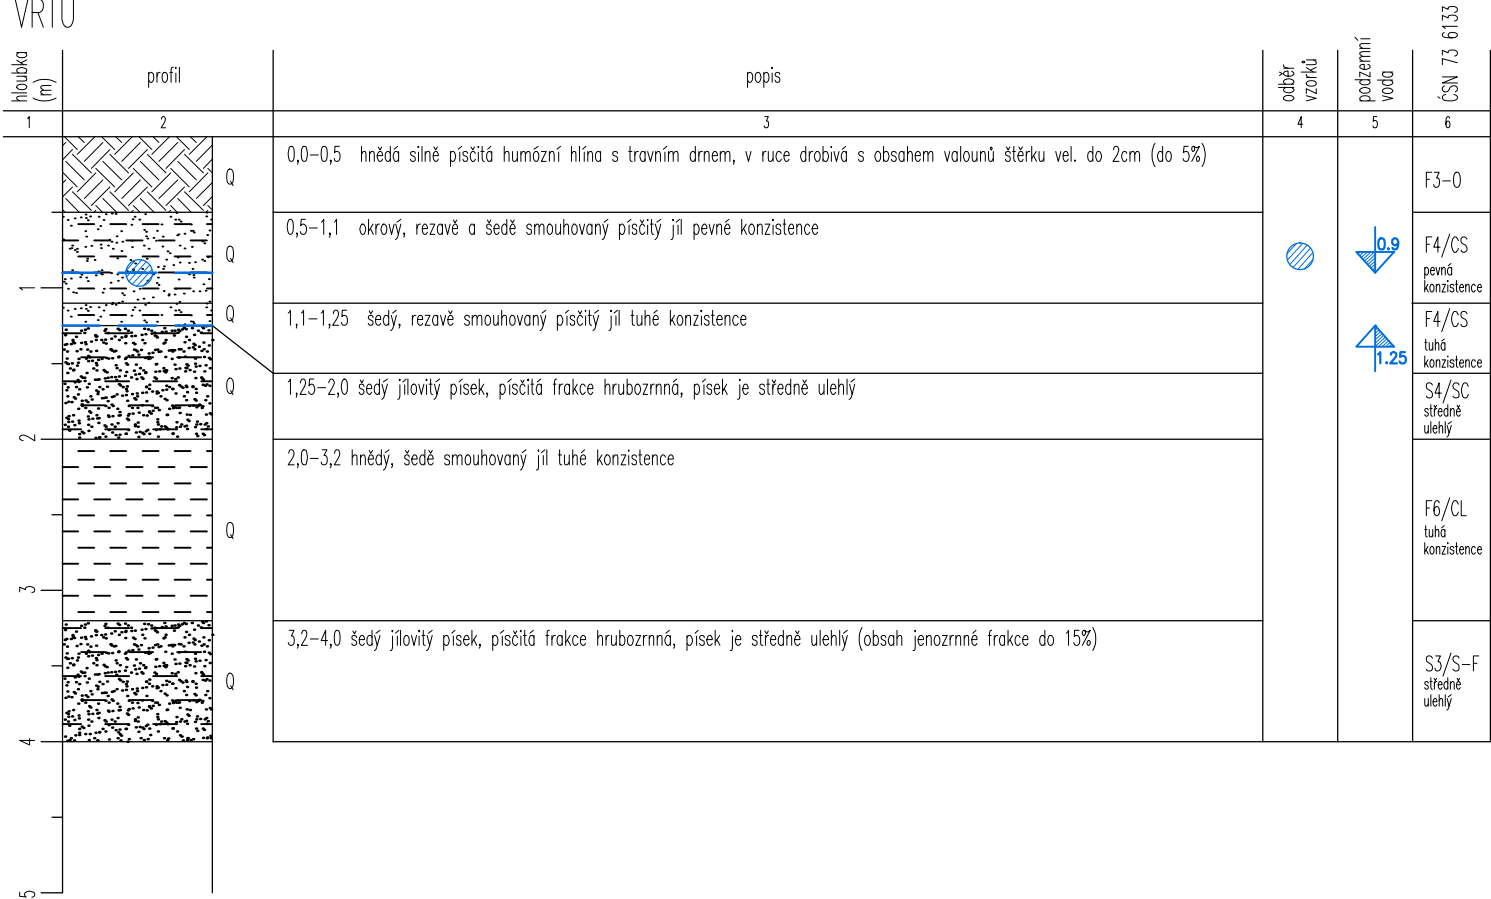 VRTU
hloubka
(m)
profil
popis
odběr
vzorků
podzemní
voda
ČSN 73 6133
1 2 3 4 5 6
0,0–0,5 hnědá silně písčitá humózní hlína s travním drnem, v ruce drobivá s obsahem valounů štěrku vel. do 2cm (do 5%)
Q
F3–O
0,5–1,1 okrový, rezavě a šedě smouhovaný písčitý jíl pevné konzistence
Q
0.9
F4/CS
pevná
konzistence
1
1,1–1,25 šedý, rezavě smouhovaný písčitý jíl tuhé konzistence
Q
1.25
F4/CS
tuhá
konzistence
1,25–2,0 šedý jílovitý písek, písčitá frakce hrubozrnná, písek je středně ulehlý
Q
S4/SC
středně
ulehlý
2
2,0–3,2 hnědý, šedě smouhovaný jíl tuhé konzistence
Q
F6/CL
tuhá
konzistence
3
3,2–4,0 šedý jílovitý písek, písčitá frakce hrubozrnná, písek je středně ulehlý (obsah jenozrnné frakce do 15%)
Q
S3/S–F
středně
ulehlý
4
5